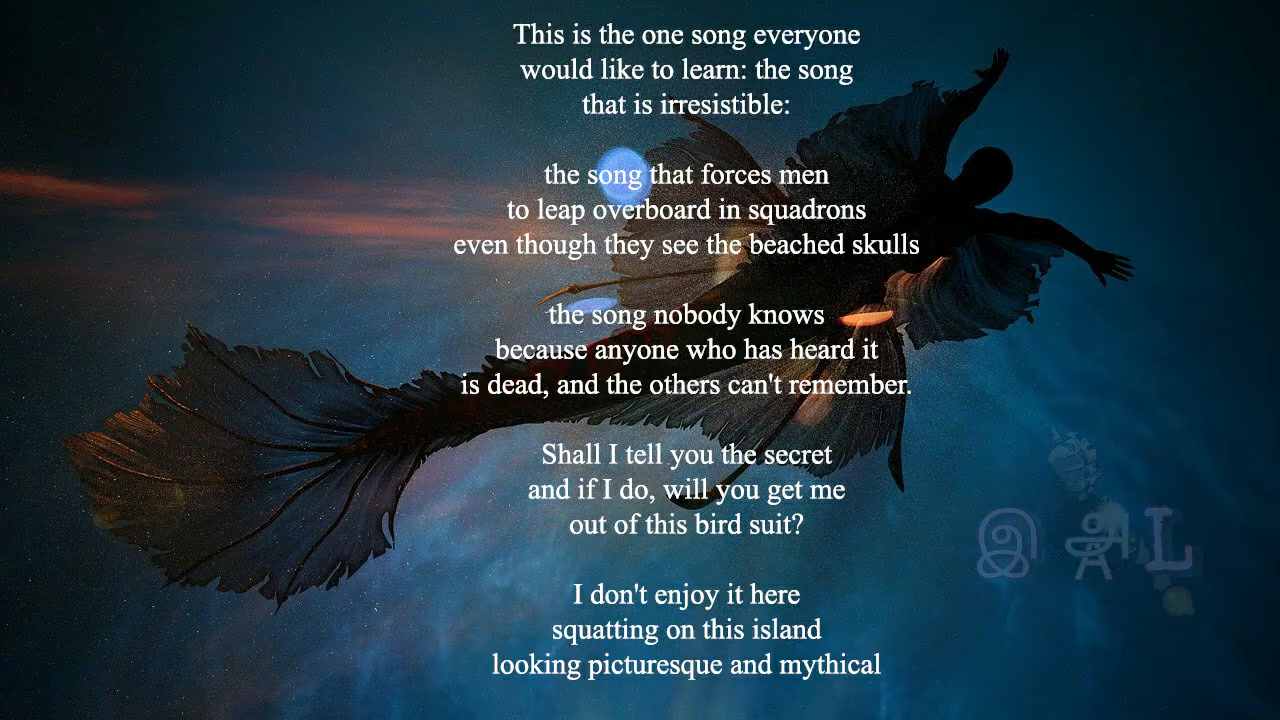 This is the one song everyone
would like to learn: the song
that is irresistible:
the song that forces men
to leap overboard in squadrons
even though they see the beached skulls
the song nobody knows
because anyone who has heard it
is dead, and the others can't remember.
Shall I tell you the secret
and if I do, will you get me
out of this bird suit?
I don't enjoy it here
squatting on this island
looking picturesque and mythical